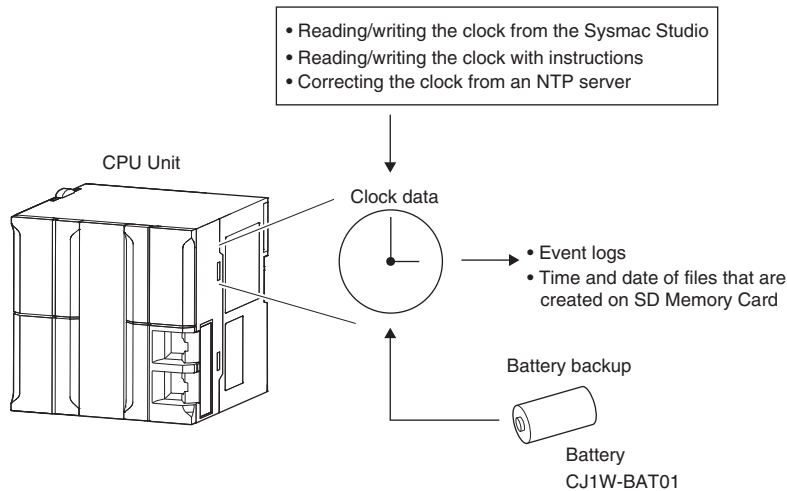 • Reading/writing the clock from the Sysmac Studio
• Reading/writing the clock with instructions
• Correcting the clock from an NTP server
CPU Unit
Clock data
• Event logs
• Time and date of files that are
created on SD Memory Card
Battery backup
Battery
CJ1W-BAT01